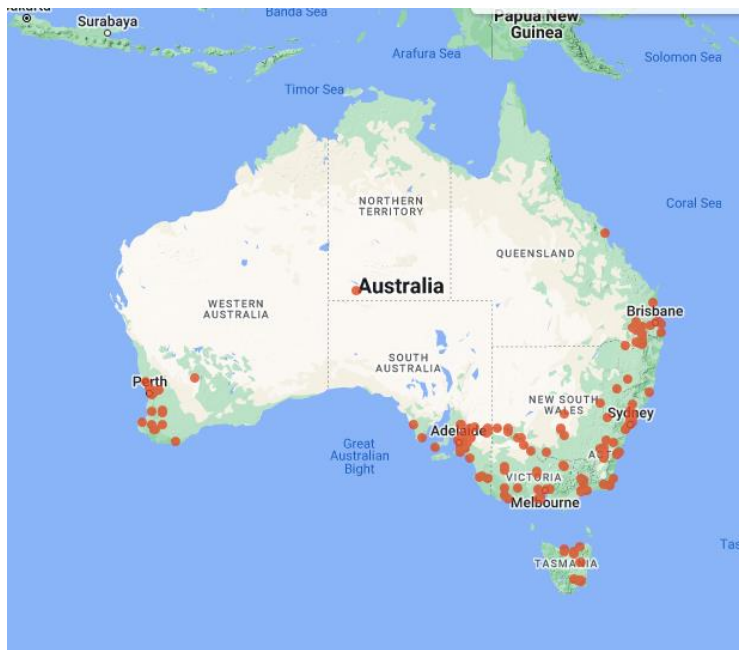 Surabaya
Banda Sea
Papua New
Guinea
Arafura Sea
Solomon Sea
Timor Sea
NORTHERN
TERRITORY
Coral Sea
QUEENSLAND
Australia
WESTERN
AUSTRALIA
Brisbane
SOUTH
AUSTRALIA
Perth
NEW SOUTH
WALES
Sydney
Adelaide
Great
Australian
Bight
VICTORIA
Melbourne
Tas
TASMANIA